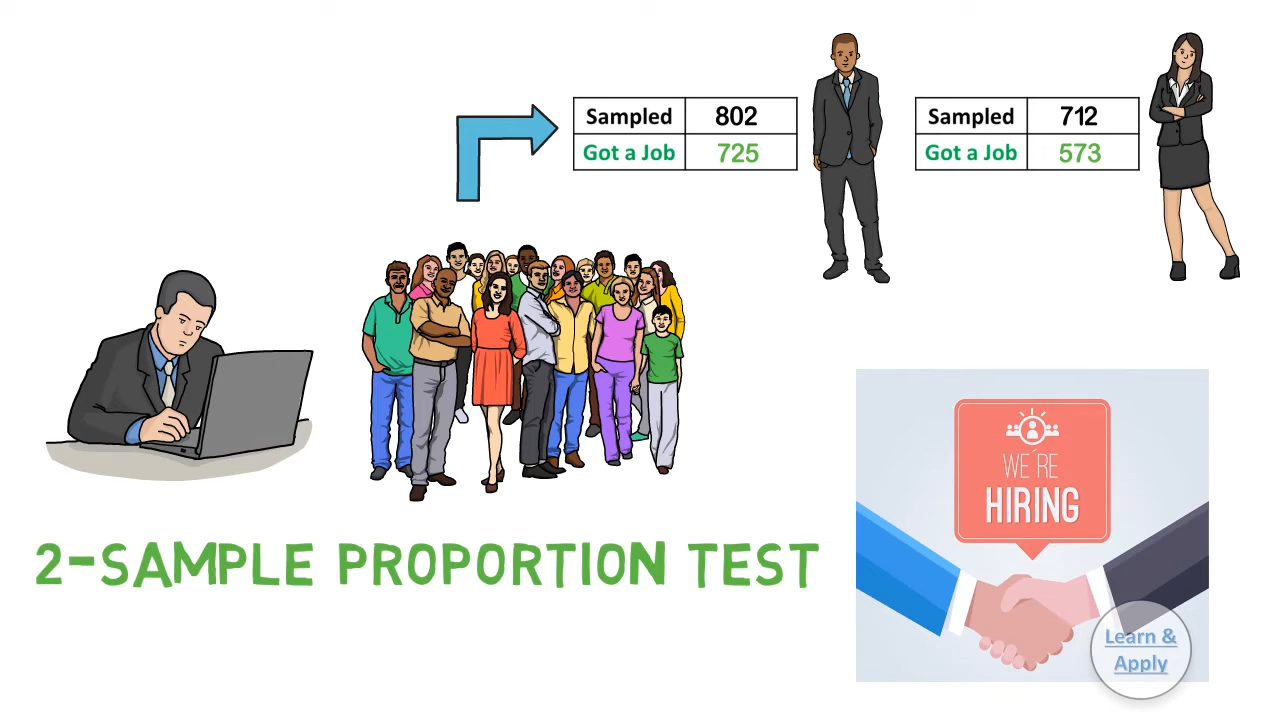 Sampled 802
Got a Job 725
Sampled 712
Got a Job 573
WE'RE
HIRING
2-SAMPLE PROPORTION TEST
Learn &
Apply